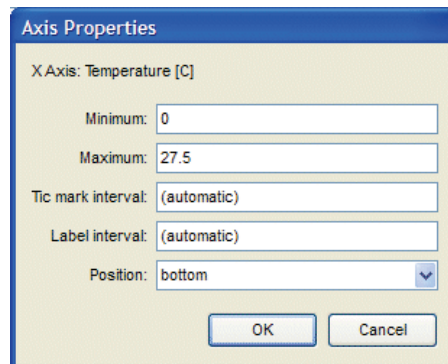 Axis Properties
X Axis: Temperature [C]
Minimum: 0
Maximum: 27.5
Tic mark interval: (automatic)
Label interval: (automatic)
Position: bottom
OK Cancel